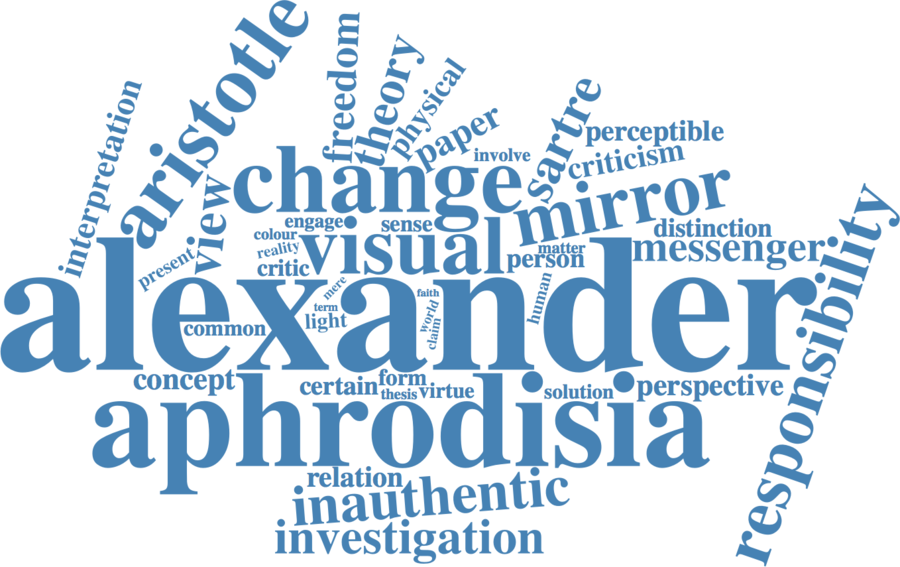 aristotle
freedom
theory
physical
paper
involve
sartre
perceptible
criticism
interpretation
view
change
mirror
responsibility
engage
sense
colour
visual
distinction
reality
matter
messenger
present
critic
person
alexander
mere
faith
human
term
world
common
light
claim
concept
certain
form
thesis
virtue
solution
perspective
aphrodisia
relation
inauthentic
investigation